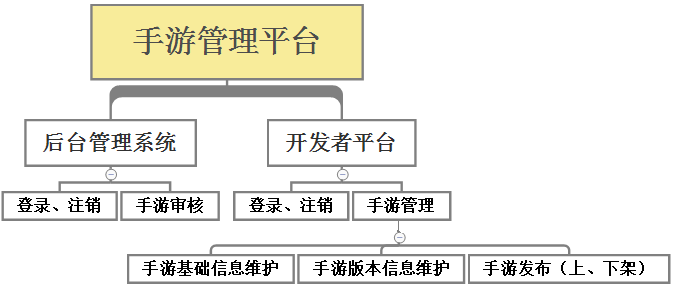 手游管理平台
后台管理系统
开发者平台
登录、注销
手游审核
登录、注销
手游管理
手游基础信息维护
手游版本信息维护
手游发布（上、下架）